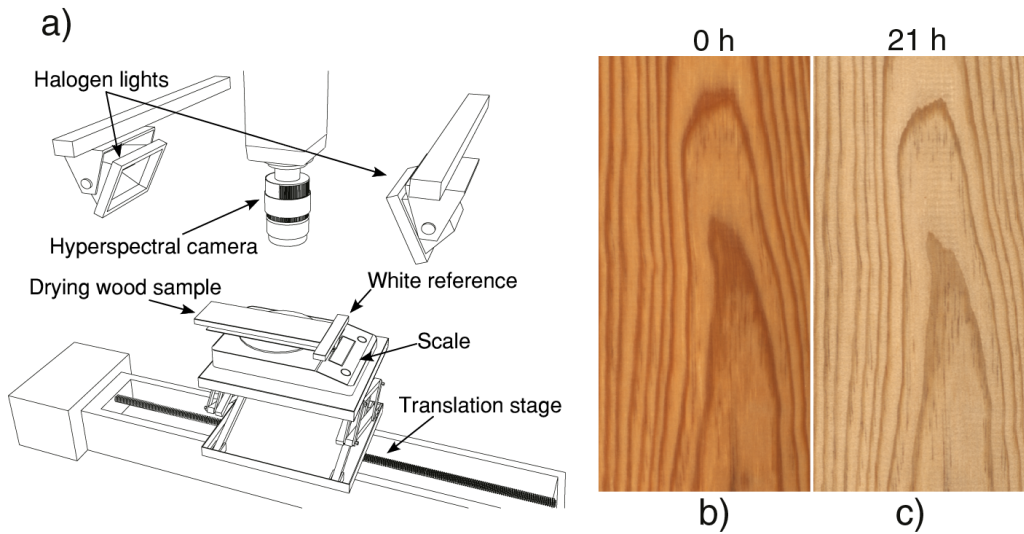 a)
Halogen lights
Hyperspectral camera
Drying wood sample
White reference
Scale
Translation stage
0 h
21 h
b)
c)